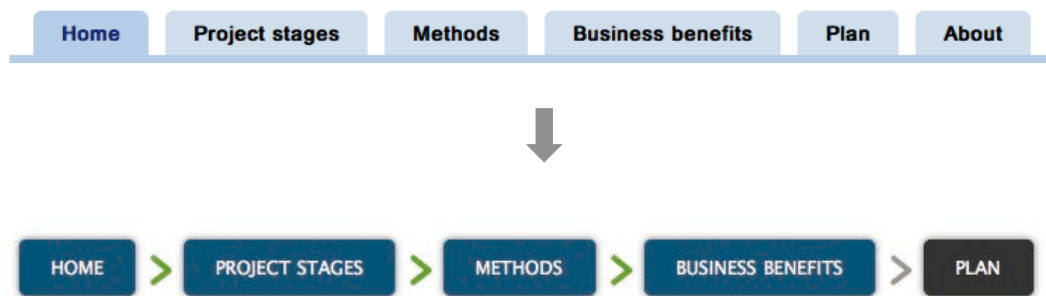 Home Project stages Methods Business benefits Plan About
HOME > PROJECT STAGES > METHODS > BUSINESS BENEFITS > PLAN